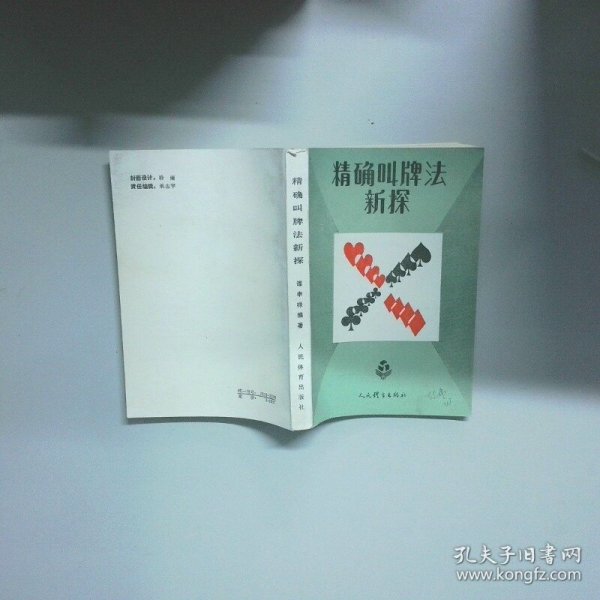 精确叫牌法
新探
人民体育出版社
精确叫牌法新探
编著
人民体育出版社
封面设计:
责任编辑:
孔夫子旧书网
www.kongfz.com